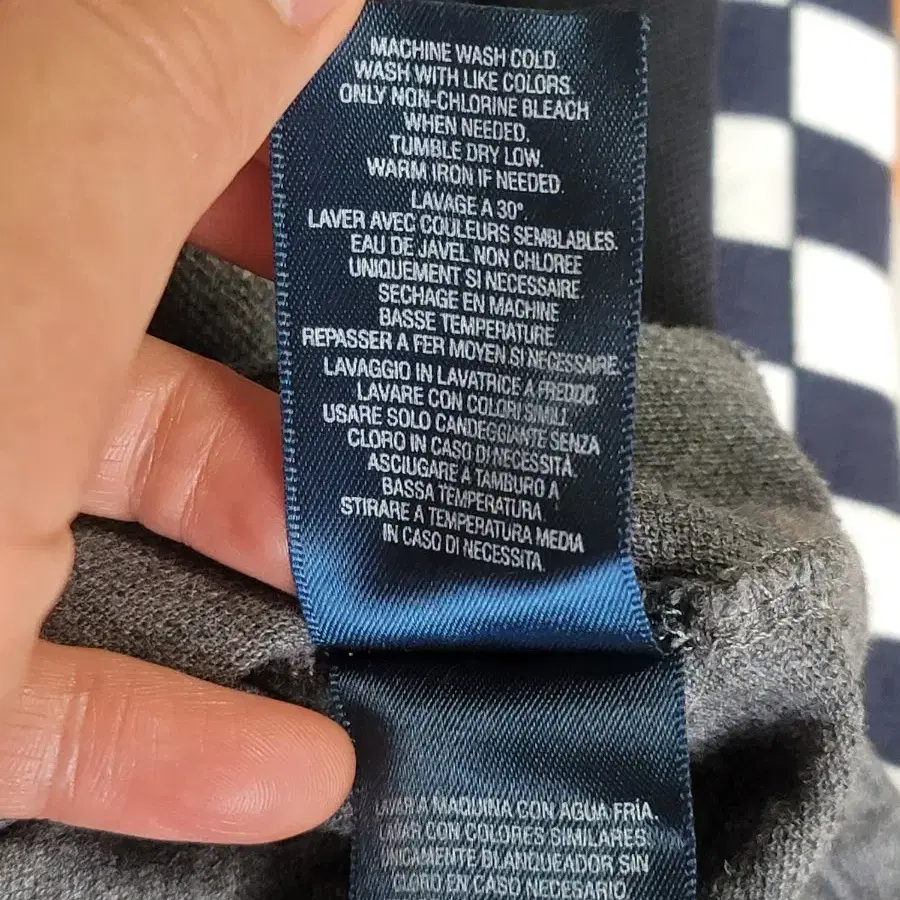 MACHINE WASH COLD.
WASH WITH LIKE COLORS.
ONLY NON-CHLORINE BLEACH
WHEN NEEDED.
TUMBLE DRY LOW.
WARM IRON IF NEEDED.
LAVAGE A 30°.
LAVER AVEC COULEURS SEMBLABLES.
EAU DE JAVEL NON CHLOREE
UNIQUEMENT SI NECESSAIRE.
SECHAGE EN MACHINE
BASSE TEMPERATURE.
REPASSER A FER MOYEN SI NECESSAIRE.
LAVAGGIO IN LAVATRICE A FREDDO.
LAVARE CON COLORI SIMILI.
USARE SOLO CANDEGGIANTE SENZA
CLORO IN CASO DI NECESSITÀ.
ASCIUGARE A TAMBURO A
BASSA TEMPERATURA
STIRARE A TEMPERATURA MEDIA
IN CASO DI NECESSITA.
LAVAR A MAQUINA CON AGUA FRÍA.
LAVAR CON COLORES SIMILARES.
ÚNICAMENTE BLANQUEADOR SIN
CLORO EN CASO NECESARIO.